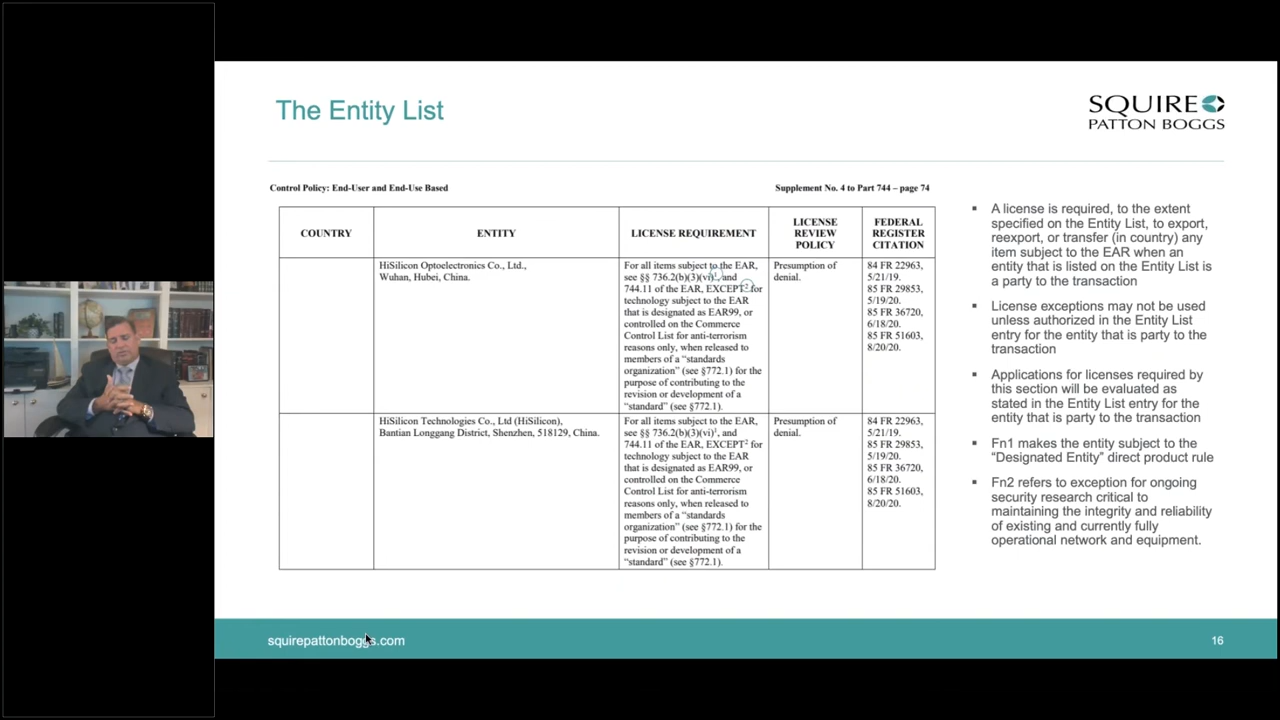 The Entity List
SQUIRE
PATTON BOGGS
Control Policy: End-User and End-Use Based
Supplement No. 4 to Part 744 – page 74
COUNTRY
ENTITY
LICENSE REQUIREMENT
LICENSE
REVIEW
POLICY
FEDERAL
REGISTER
CITATION
HiSilicon Optoelectronics Co., Ltd.,
Wuhan, Hubei, China.
For all items subject to the EAR,
see §§ 736.2(b)(3)(vi)¹, and
744.11 of the EAR, EXCEPT² for
technology subject to the EAR
that is designated as EAR99, or
controlled on the Commerce
Control List for anti-terrorism
reasons only, when released to
members of a “standards
organization” (see §772.1) for the
purpose of contributing to the
revision or development of a
“standard” (see §772.1).
Presumption of
denial.
84 FR 22963,
5/21/19.
85 FR 29853,
5/19/20.
85 FR 36720,
6/18/20.
85 FR 51603,
8/20/20.
HiSilicon Technologies Co., Ltd (HiSilicon),
Bantian Longgang District, Shenzhen, 518129, China.
For all items subject to the EAR,
see §§ 736.2(b)(3)(vi)¹, and
744.11 of the EAR, EXCEPT² for
technology subject to the EAR
that is designated as EAR99, or
controlled on the Commerce
Control List for anti-terrorism
reasons only, when released to
members of a “standards
organization” (see §772.1) for the
purpose of contributing to the
revision or development of a
“standard” (see §772.1).
Presumption of
denial.
84 FR 22963,
5/21/19.
85 FR 29853,
5/19/20.
85 FR 36720,
6/18/20.
85 FR 51603,
8/20/20.
▪ A license is required, to the extent
specified on the Entity List, to export,
reexport, or transfer (in country) any
item subject to the EAR when an
entity that is listed on the Entity List is
a party to the transaction
▪ License exceptions may not be used
unless authorized in the Entity List
entry for the entity that is party to the
transaction
▪ Applications for licenses required by
this section will be evaluated as
stated in the Entity List entry for the
entity that is party to the transaction
▪ Fn1 makes the entity subject to the
“Designated Entity” direct product rule
▪ Fn2 refers to exception for ongoing
security research critical to
maintaining the integrity and reliability
of existing and currently fully
operational network and equipment.
squirepattonboggs.com
16